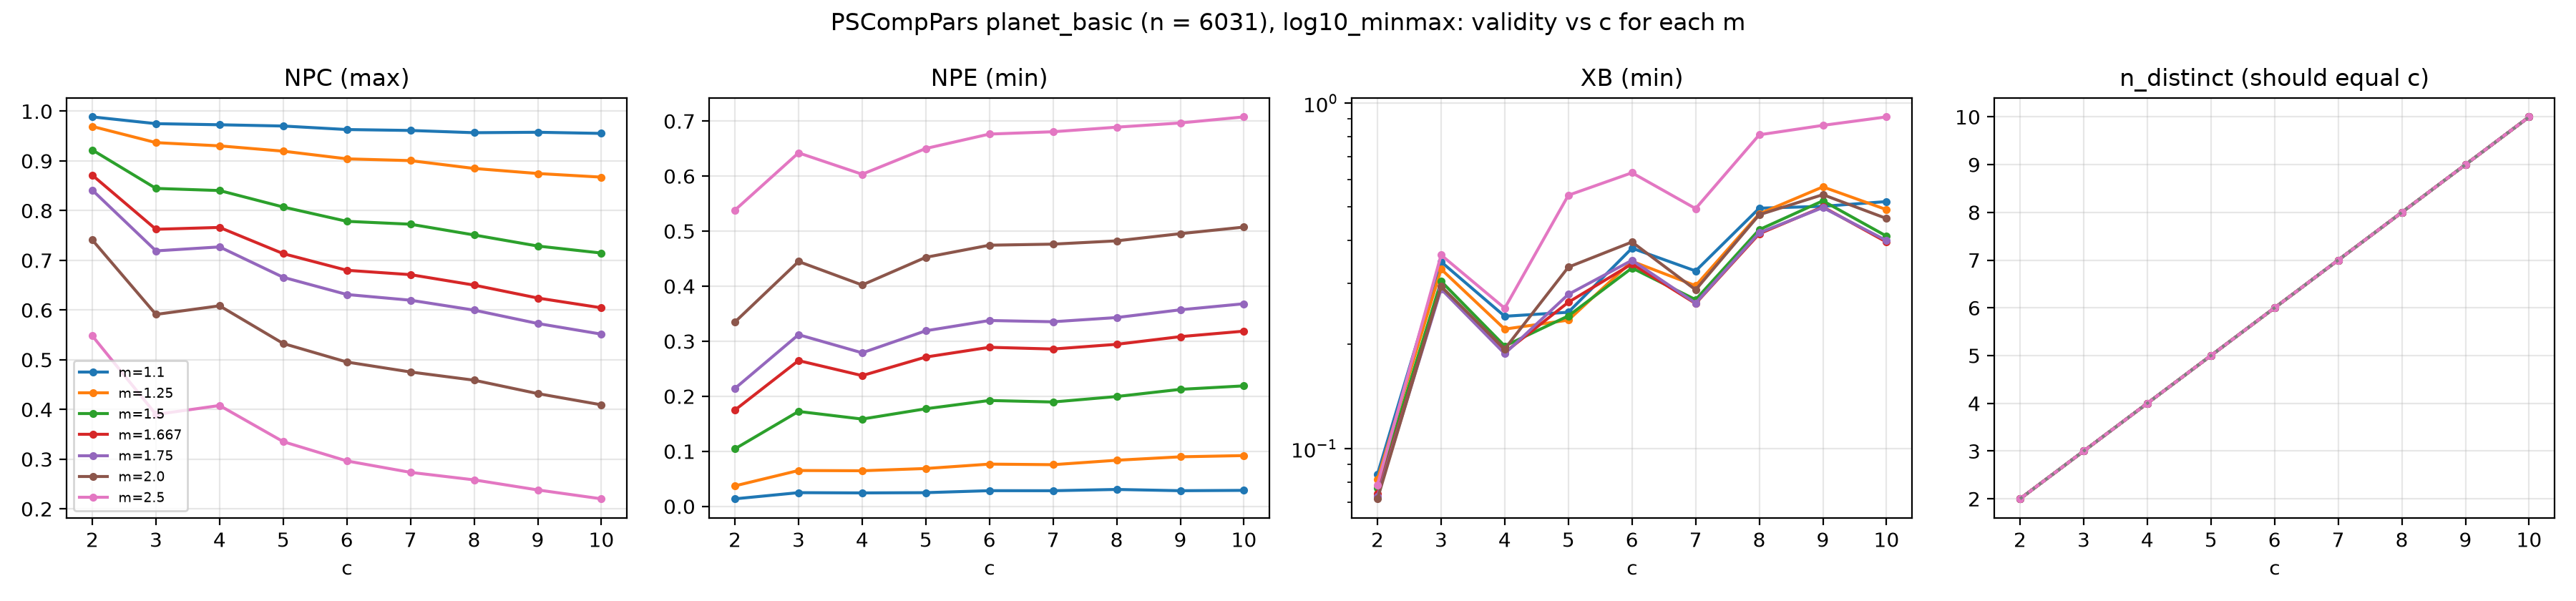 PSCompPars planet_basic (n = 6031), log10_minmax: validity vs c for each m
NPC (max)
1.0
0.9
0.8
0.7
0.6
0.5
0.4
0.3
0.2
m=1.1
m=1.25
m=1.5
m=1.667
m=1.75
m=2.0
m=2.5
2 3 4 5 6 7 8 9 10
c
NPE (min)
0.7
0.6
0.5
0.4
0.3
0.2
0.1
0.0
2 3 4 5 6 7 8 9 10
c
XB (min)
10⁰
10⁻¹
2 3 4 5 6 7 8 9 10
c
n_distinct (should equal c)
10
9
8
7
6
5
4
3
2
2 3 4 5 6 7 8 9 10
c